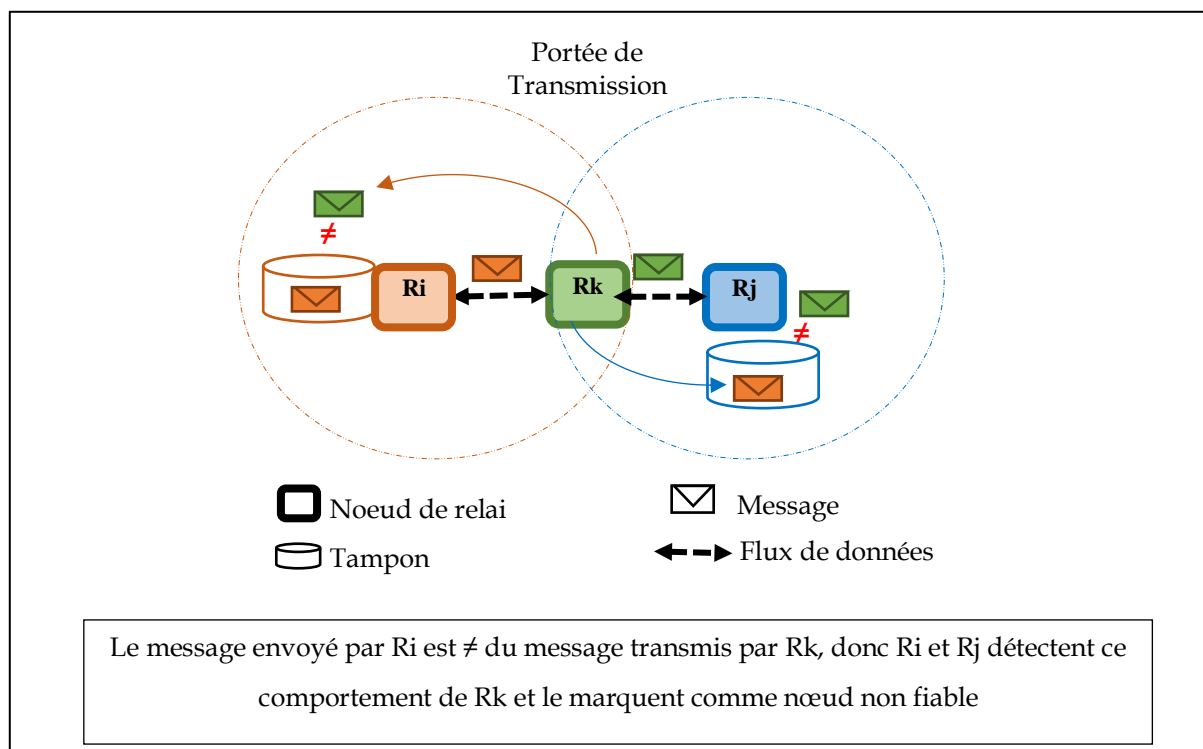 Portée de
Transmission
≠
Ri
Rk
Rj
≠
Noeud de relai
Message
Tampon
Flux de données
Le message envoyé par Ri est ≠ du message transmis par Rk, donc Ri et Rj détectent ce
comportement de Rk et le marquent comme nœud non fiable